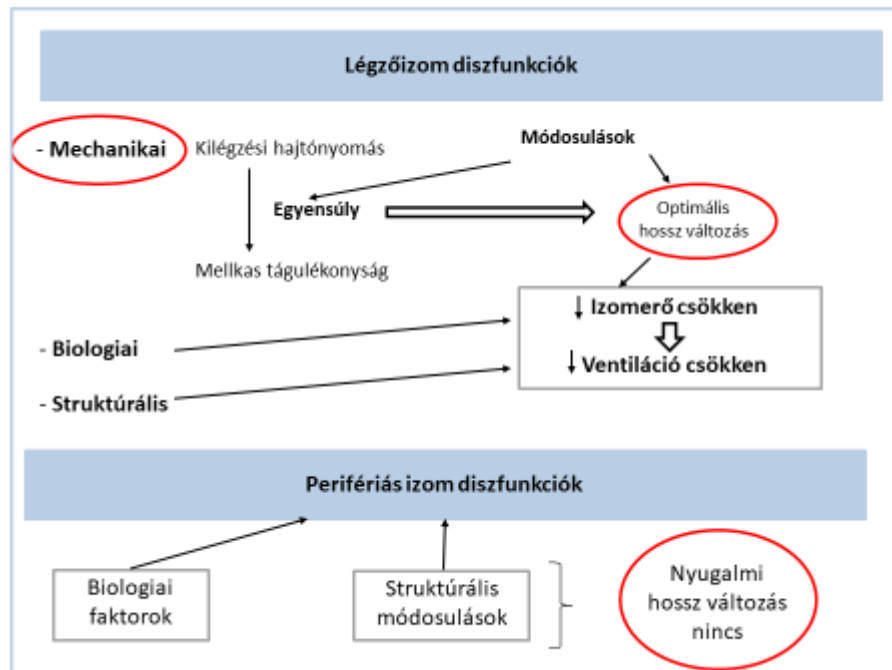 Légzőizom diszfunkciók
- Mechanikai
Kilégzési hajtónyomás
Módosulások
Egyensúly
Optimális
hossz változás
Mellkas tágulékonyság
↓ Izomerő csökken
↓ Ventiláció csökken
- Biologiai
- Struktúrális
Perifériás izom diszfunkciók
Biologiai
faktorok
Struktúrális
módosulások
Nyugalmi
hossz változás
nincs